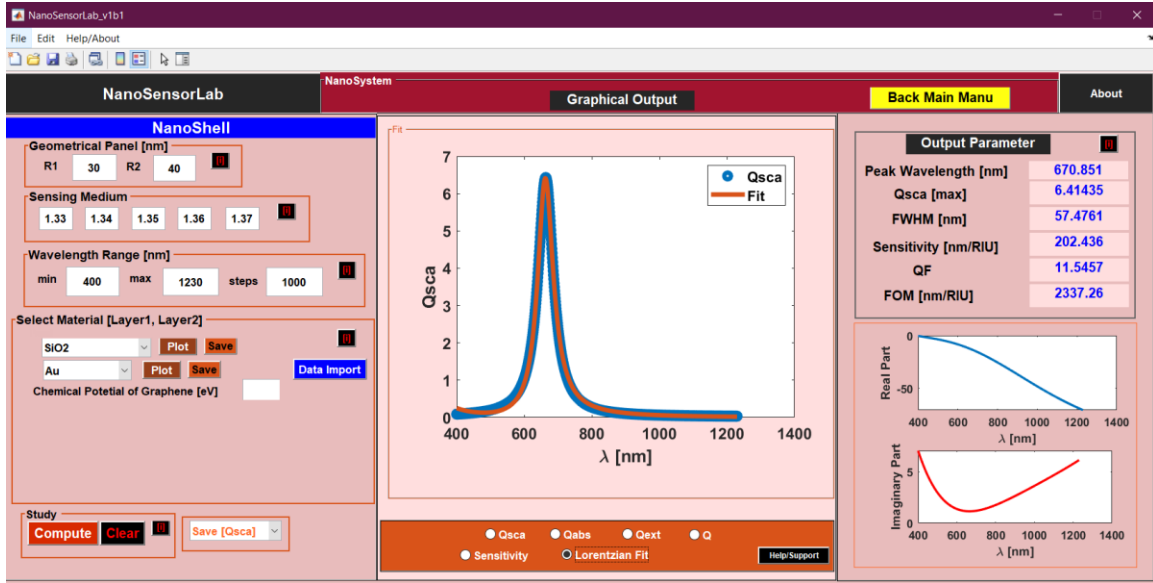 NanoSensorLab_v1b1
File Edit Help/About
NanoSensorLab
NanoSystem
Graphical Output
Back Main Manu
About
NanoShell
Geometrical Panel [nm]
R1 30 R2 40 [i]
Sensing Medium
1.33 1.34 1.35 1.36 1.37 [i]
Wavelength Range [nm]
min 400 max 1230 steps 1000 [i]
Select Material [Layer1, Layer2]
[i]
SiO2 Plot Save
Au Plot Save Data Import
Chemical Potetial of Graphene [eV]
Study
Compute Clear [i] Save [Qsca]
Fit
Qsca
Fit
7
6
5
4
3
2
1
0
Qsca
400 600 800 1000 1200 1400
λ [nm]
Qsca Qabs Qext Q
Sensitivity Lorentzian Fit Help/Support
Output Parameter [i]
Peak Wavelength [nm] 670.851
Qsca [max] 6.41435
FWHM [nm] 57.4761
Sensitivity [nm/RIU] 202.436
QF 11.5457
FOM [nm/RIU] 2337.26
Real Part
0
-50
400 600 800 1000 1200 1400
λ [nm]
Imaginary Part
5
0
400 600 800 1000 1200 1400
λ [nm]